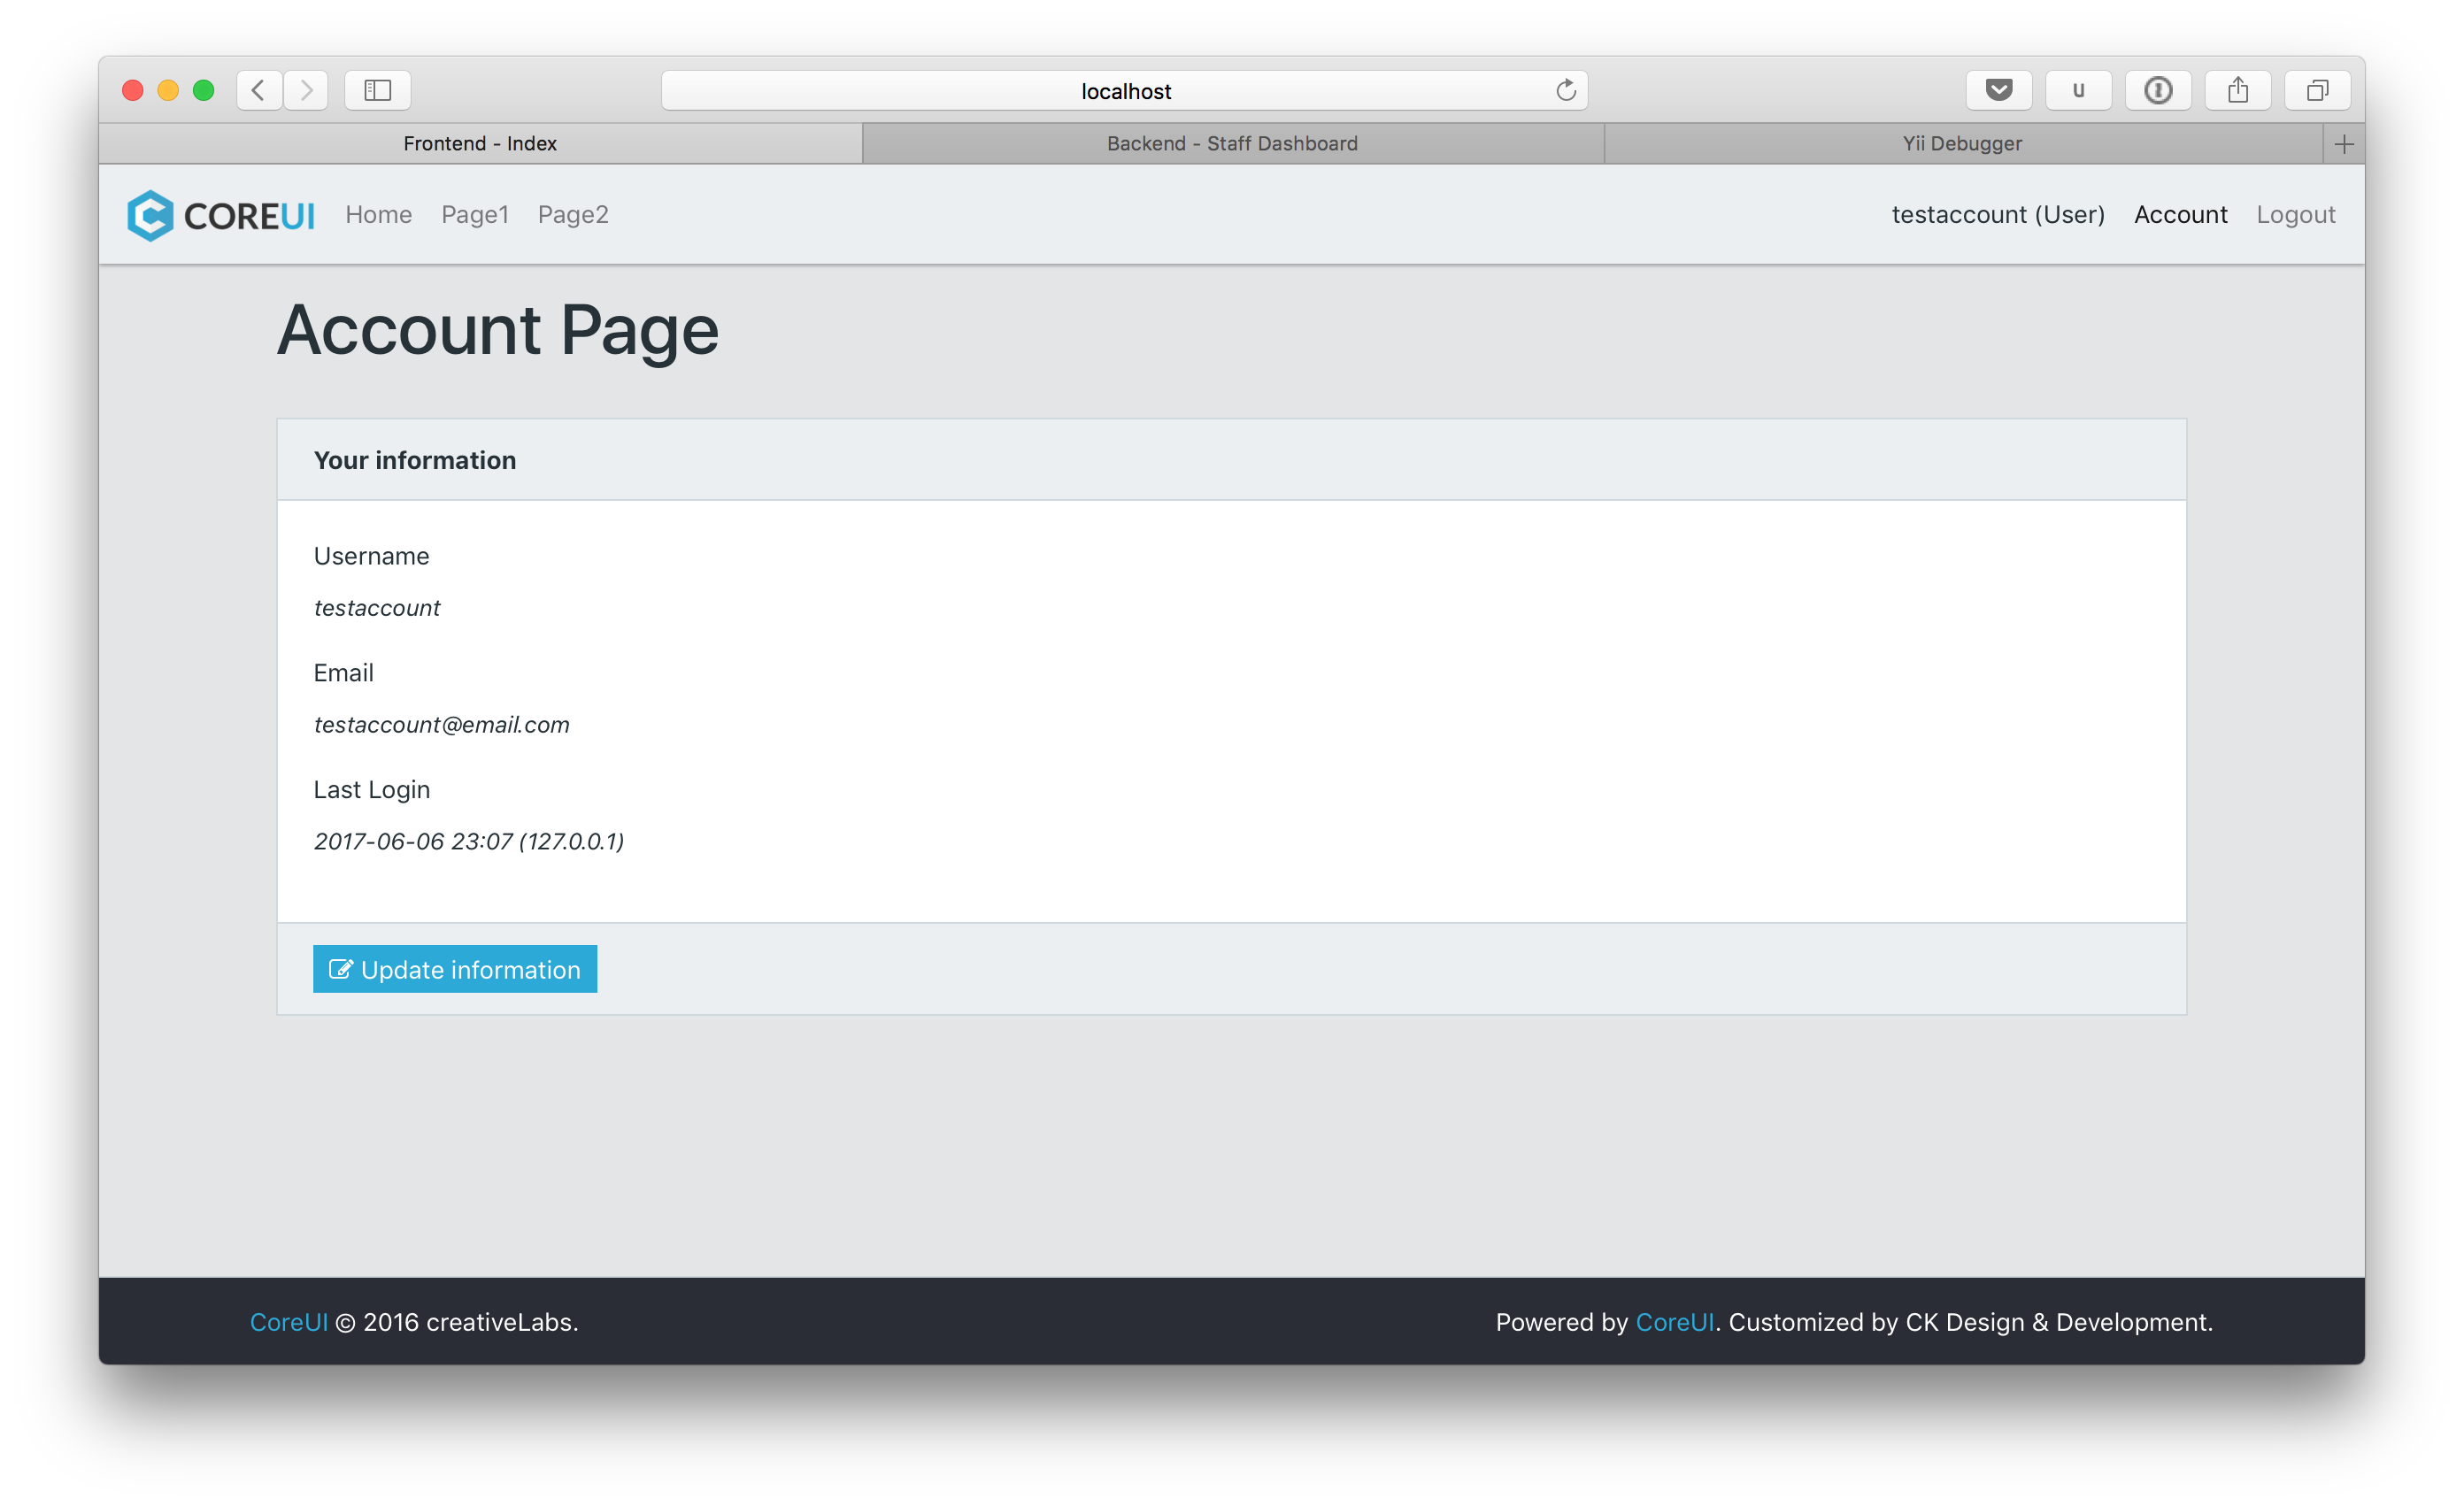 localhost
u
Frontend - Index Backend - Staff Dashboard Yii Debugger
COREUI Home Page1 Page2 testaccount (User) Account Logout
Account Page
Your information
Username
testaccount
Email
testaccount@email.com
Last Login
2017-06-06 23:07 (127.0.0.1)
Update information
CoreUI © 2016 creativeLabs. Powered by CoreUI. Customized by CK Design & Development.